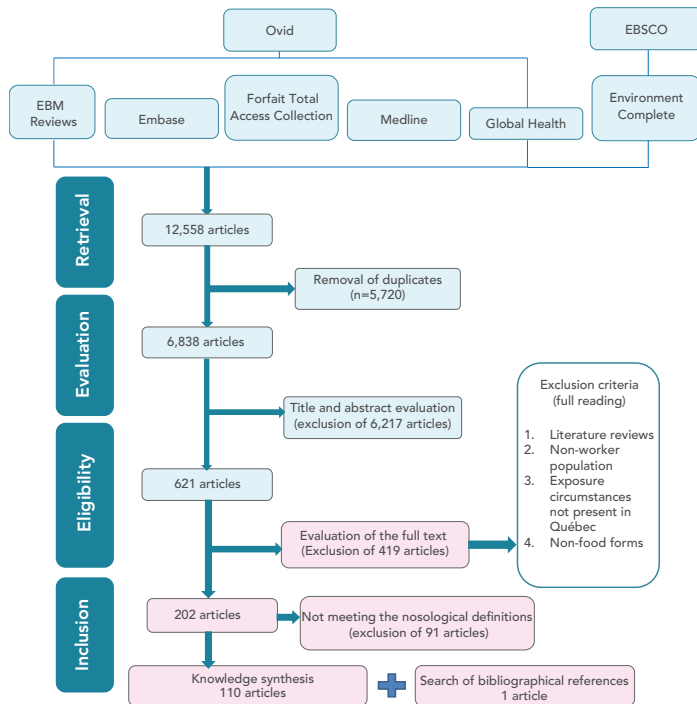 Ovid
EBSCO
EBM
Reviews
Embase
Forfait Total
Access Collection
Medline
Global Health
Environment
Complete
Retrieval
12,558 articles
Removal of duplicates
(n=5,720)
Evaluation
6,838 articles
Title and abstract evaluation
(exclusion of 6,217 articles)
Exclusion criteria
(full reading)
1. Literature reviews
2. Non-worker
population
3. Exposure
circumstances
not present in
Québec
4. Non-food forms
Eligibility
621 articles
Evaluation of the full text
(Exclusion of 419 articles)
Inclusion
202 articles
Not meeting the nosological definitions
(exclusion of 91 articles)
Knowledge synthesis
110 articles
Search of bibliographical references
1 article